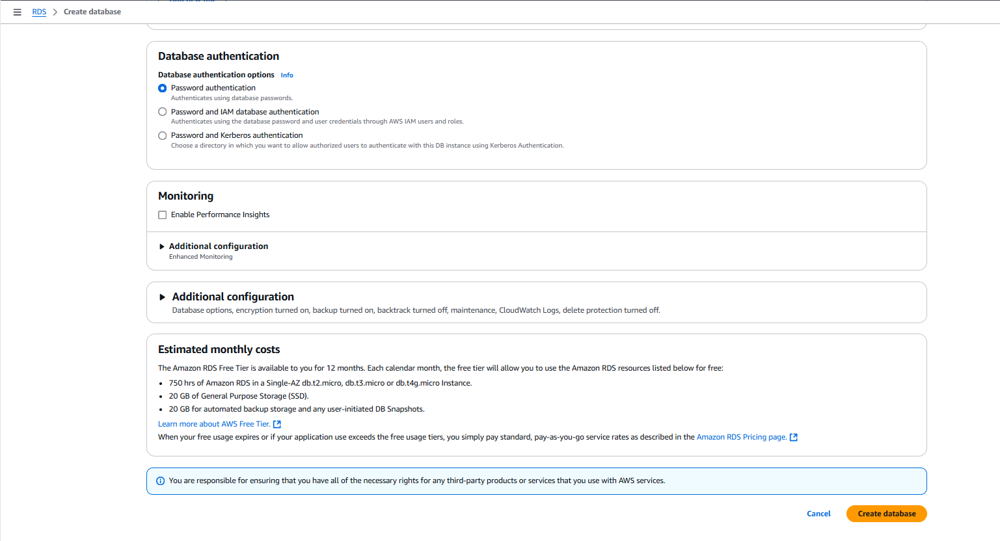 RDS > Create database
Database authentication
Database authentication options Info
Password authentication
Authenticates using database passwords.
Password and IAM database authentication
Authenticates using the database password and user credentials through AWS IAM users and roles.
Password and Kerberos authentication
Choose a directory in which you want to allow authorized users to authenticate with this DB instance using Kerberos Authentication.
Monitoring
Enable Performance Insights
Additional configuration
Enhanced Monitoring
Additional configuration
Database options, encryption turned on, backup turned on, backtrack turned off, maintenance, CloudWatch Logs, delete protection turned off.
Estimated monthly costs
The Amazon RDS Free Tier is available to you for 12 months. Each calendar month, the free tier will allow you to use the Amazon RDS resources listed below for free:
• 750 hrs of Amazon RDS in a Single-AZ db.t2.micro, db.t3.micro or db.t4g.micro Instance.
• 20 GB of General Purpose Storage (SSD).
• 20 GB for automated backup storage and any user-initiated DB Snapshots.
Learn more about AWS Free Tier.
When your free usage expires or if your application use exceeds the free usage tiers, you simply pay standard, pay-as-you-go service rates as described in the Amazon RDS Pricing page.
You are responsible for ensuring that you have all of the necessary rights for any third-party products or services that you use with AWS services.
Cancel Create database